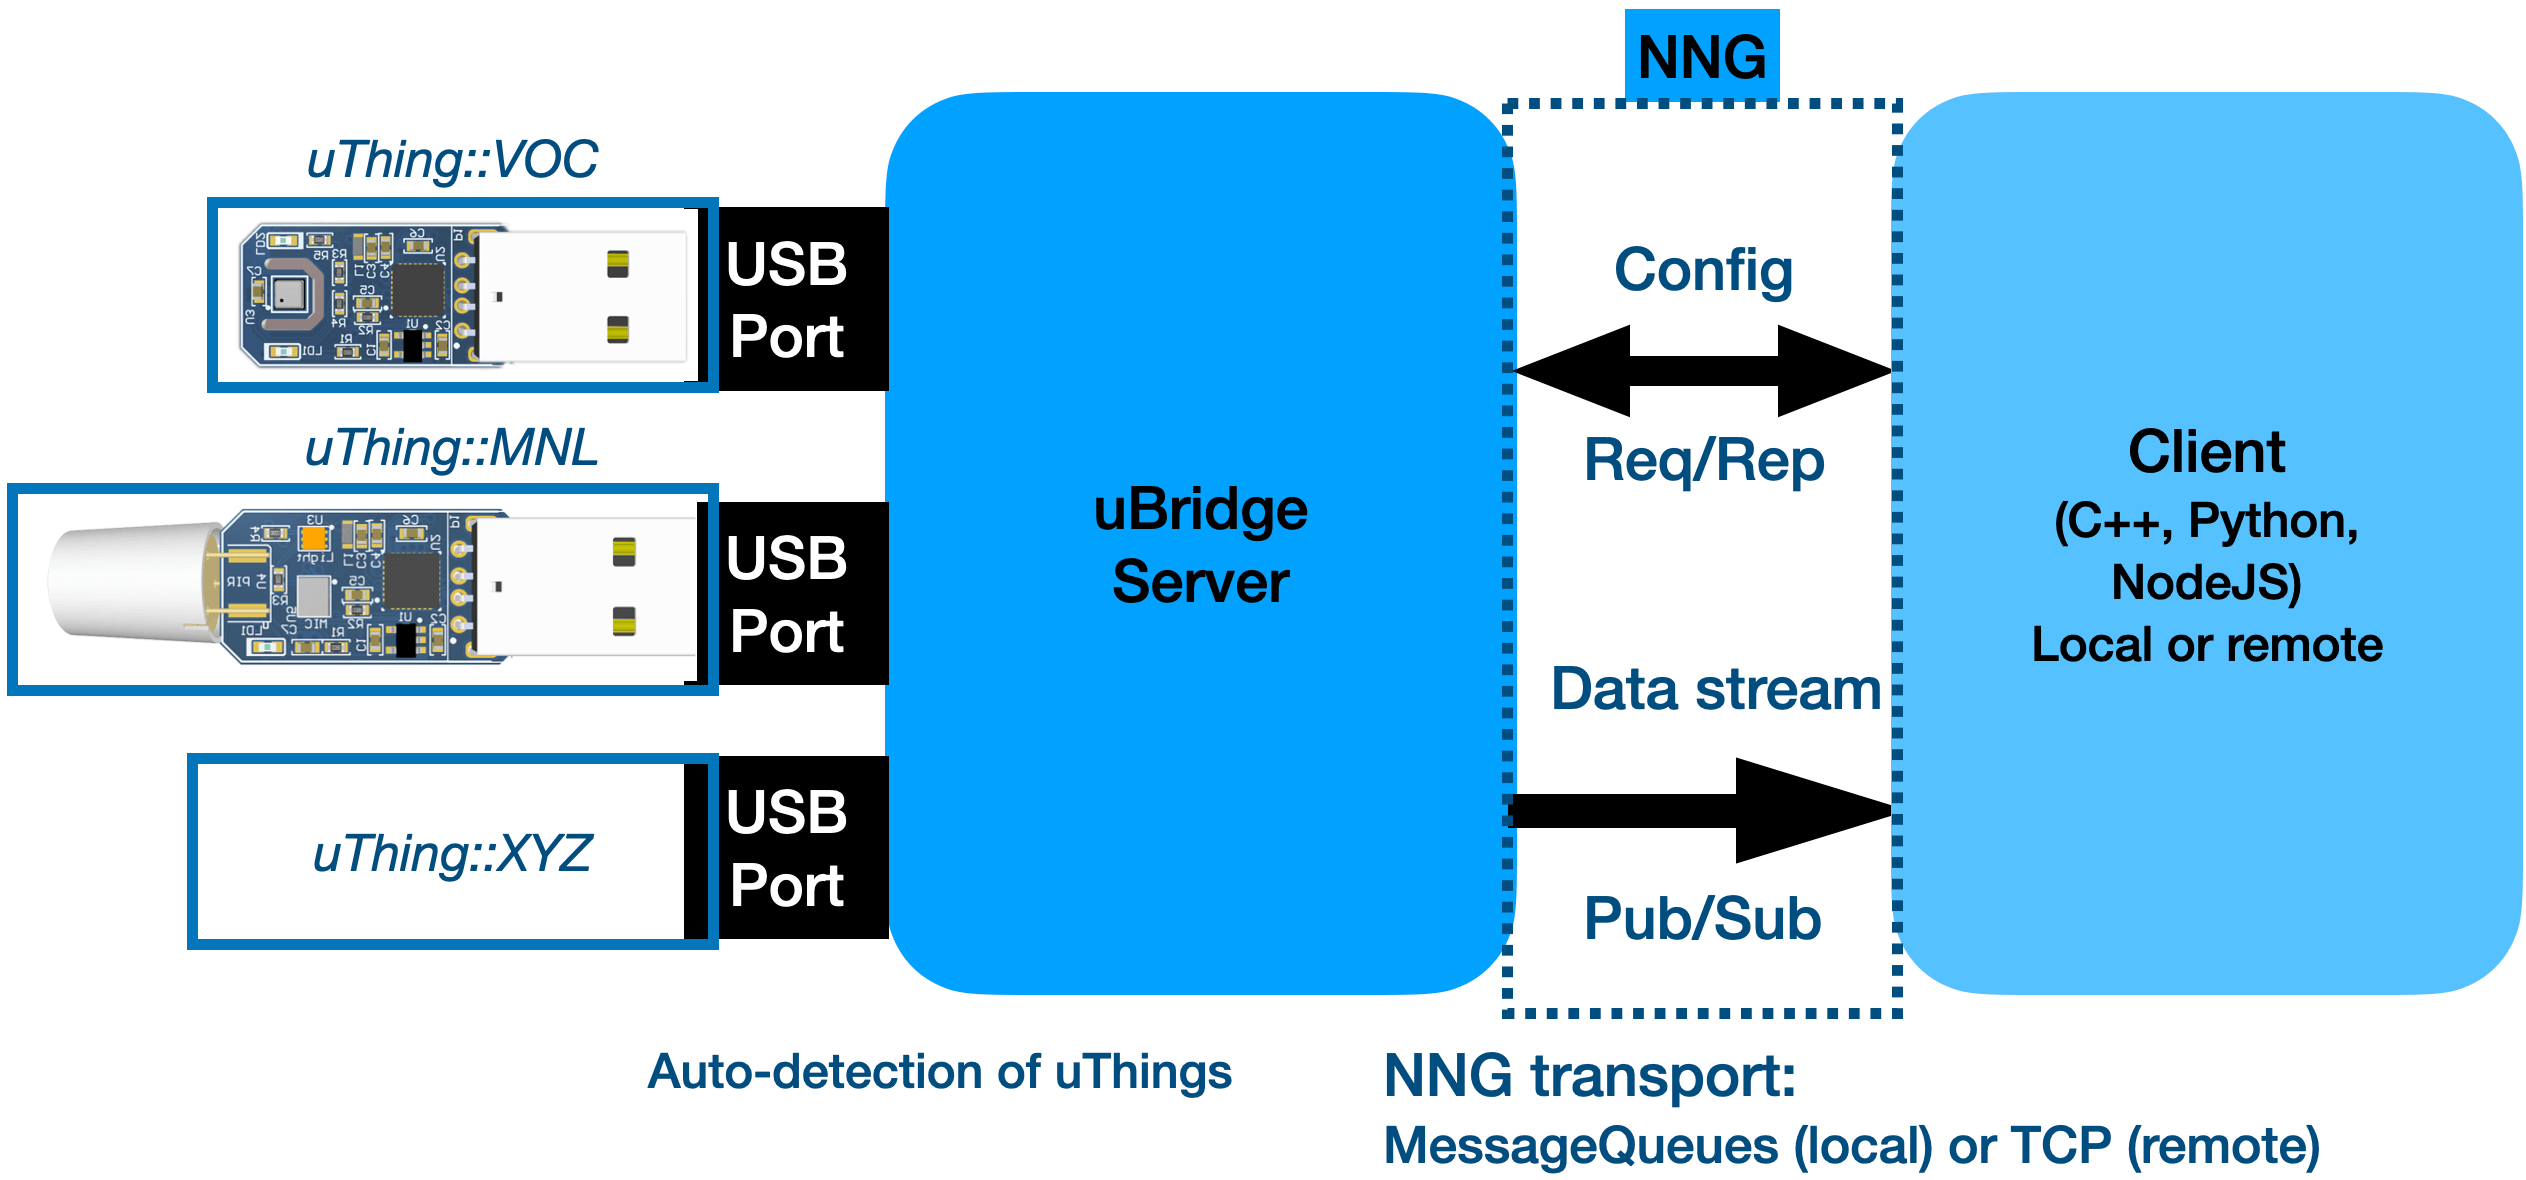 NNG
uThing::VOC
USB
Port
uThing::MNL
USB
Port
uThing::XYZ
USB
Port
uBridge
Server
Config
Req/Rep
Data stream
Pub/Sub
Client
(C++, Python,
NodeJS)
Local or remote
Auto-detection of uThings
NNG transport:
MessageQueues (local) or TCP (remote)